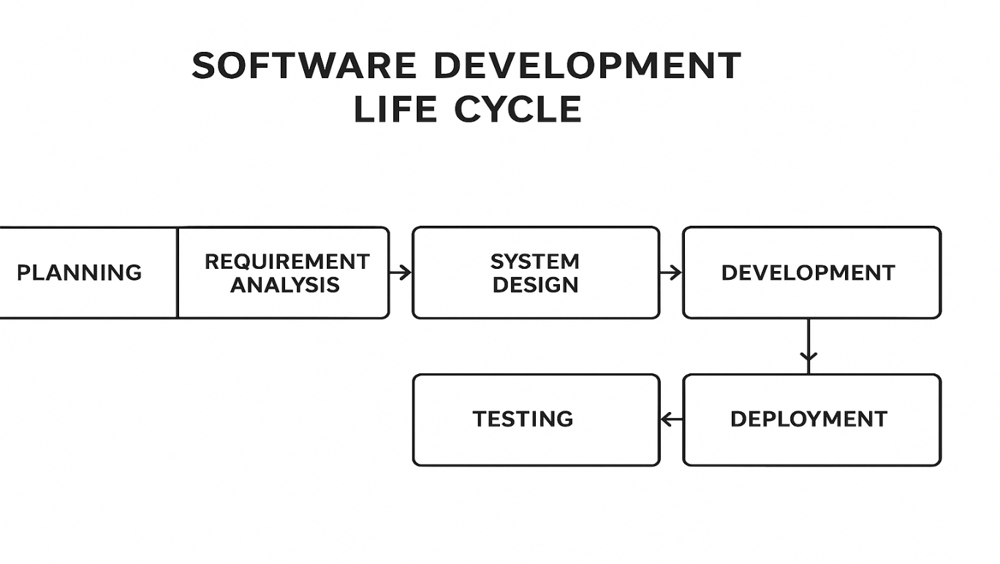 SOFTWARE DEVELOPMENT
LIFE CYCLE
PLANNING
REQUIREMENT
ANALYSIS
SYSTEM
DESIGN
DEVELOPMENT
TESTING
DEPLOYMENT